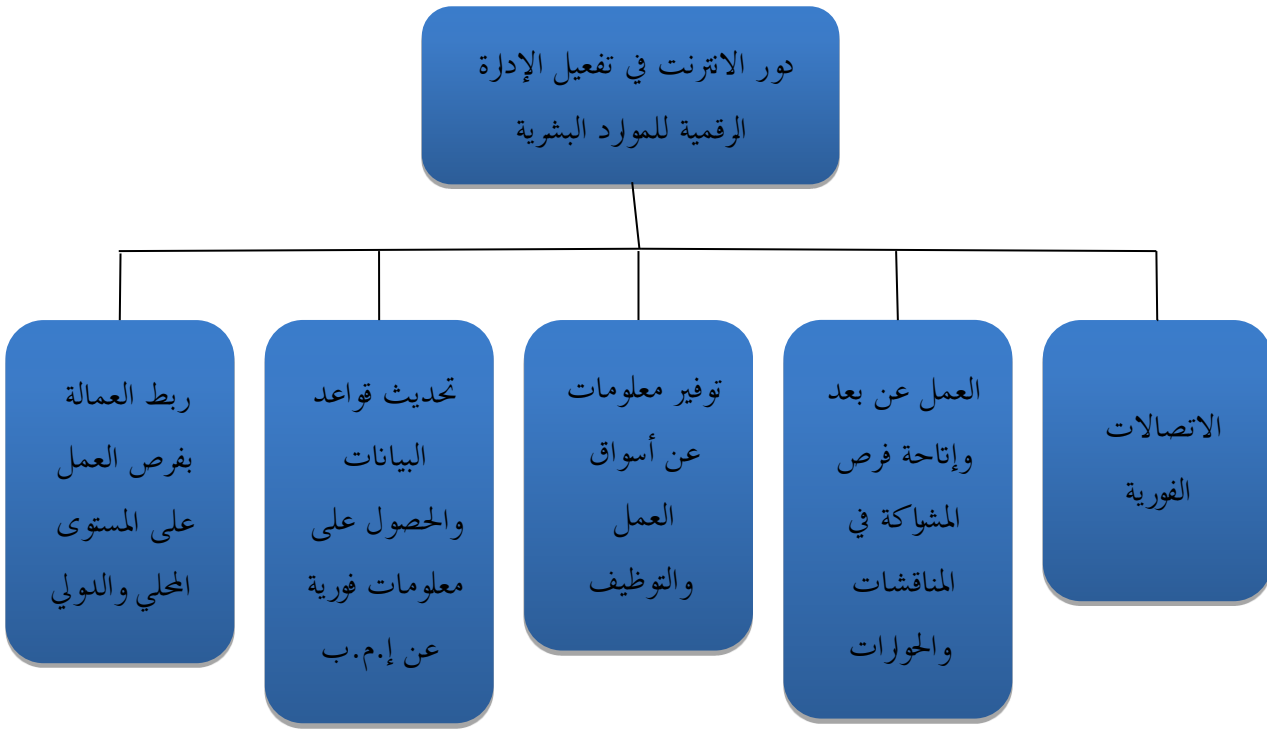 دور الانترنت في تفعيل الإدارة
الرقمية للموارد البشرية
الاتصالات
الفورية
العمل عن بعد
وإتاحة فرص
المشاركة في
المناقشات
والحوارات
توفير معلومات
عن أسواق
العمل
والتوظيف
تحديث قواعد
البيانات
والحصول على
معلومات فورية
عن إ.م.ب
ربط العمالة
بفرص العمل
على المستوى
المحلي والدولي